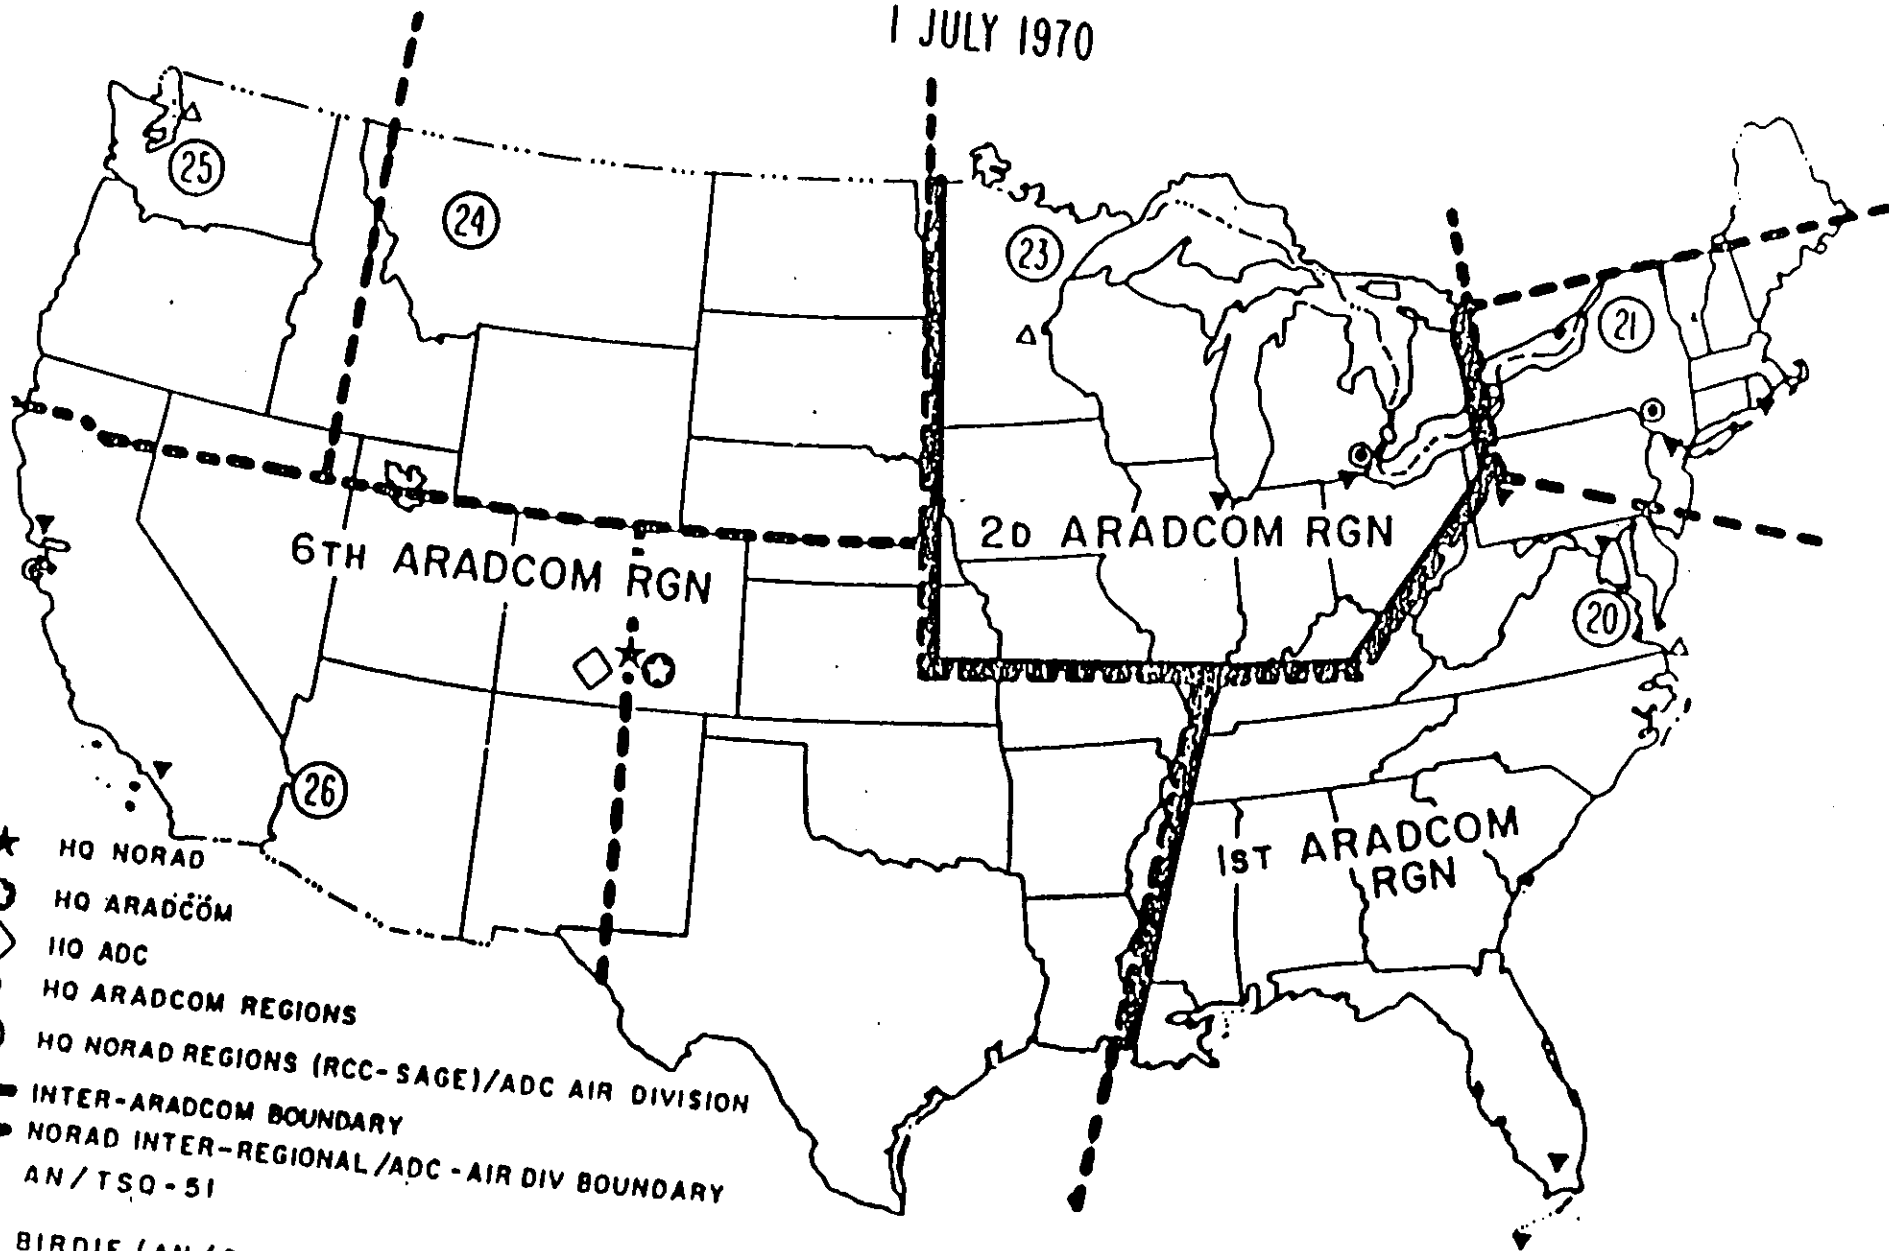 1 JULY 1970
25
24
23
21
2D ARADCOM RGN
6TH ARADCOM RGN
20
26
1ST ARADCOM
RGN
HQ NORAD
HQ ARADCOM
HQ ADC
HQ ARADCOM REGIONS
HQ NORAD REGIONS (RCC-SAGE)/ADC AIR DIVISION
INTER-ARADCOM BOUNDARY
NORAD INTER-REGIONAL/ADC-AIR DIV BOUNDARY
AN/TSQ-51
BIRDIE